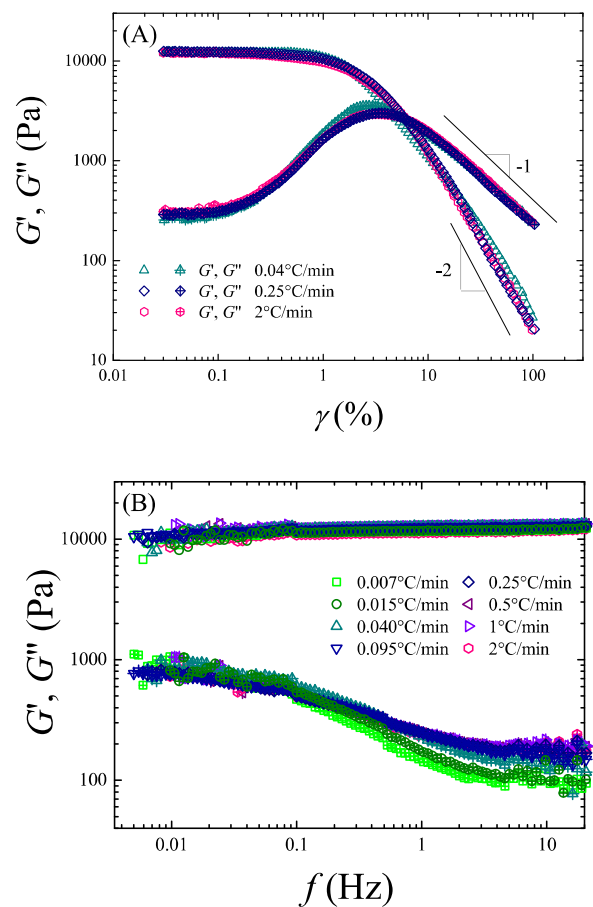 (A)
10000
1000
100
10
G', G" (Pa)
-1
-2
G', G" 0.04°C/min
G', G" 0.25°C/min
G', G" 2°C/min
0.01 0.1 1 10 100
γ (%)
(B)
10000
1000
100
G', G" (Pa)
0.007°C/min 0.25°C/min
0.015°C/min 0.5°C/min
0.040°C/min 1°C/min
0.095°C/min 2°C/min
0.01 0.1 1 10
f (Hz)